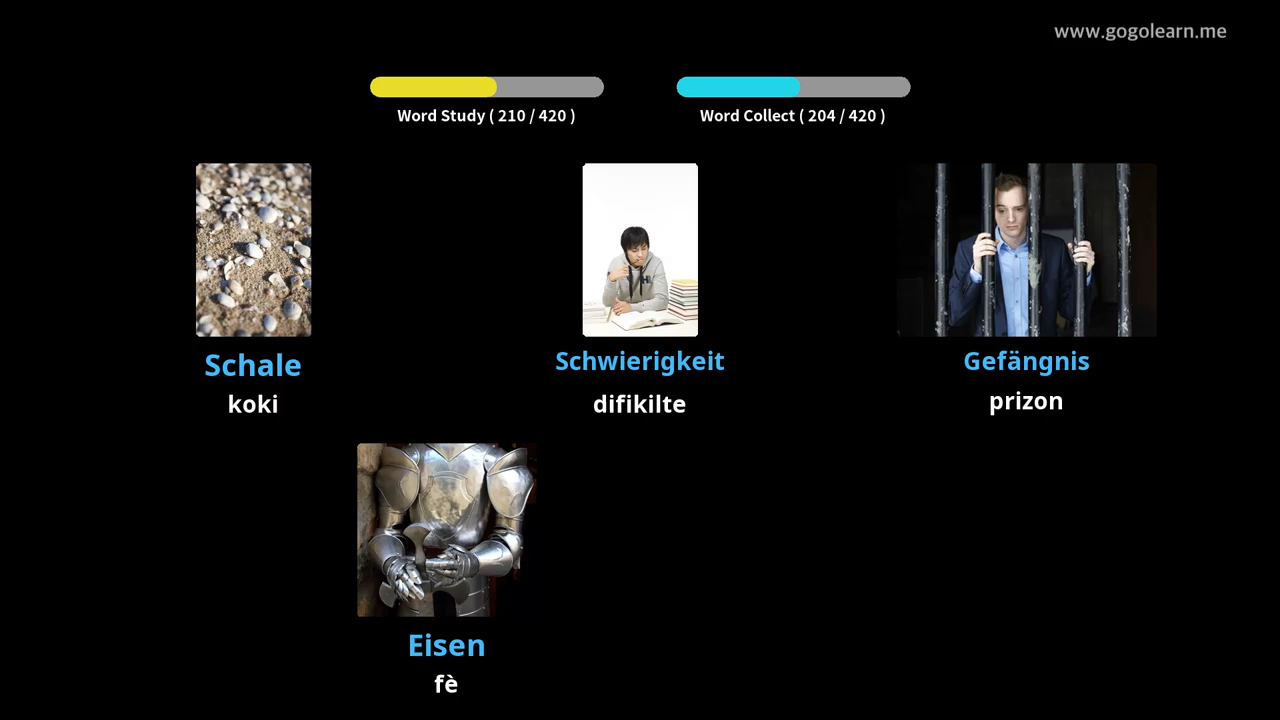 www.gogolearn.me
Word Study ( 210 / 420 )
Word Collect ( 204 / 420 )
Schale
koki
Schwierigkeit
difikilte
Gefängnis
prizon
Eisen
fè